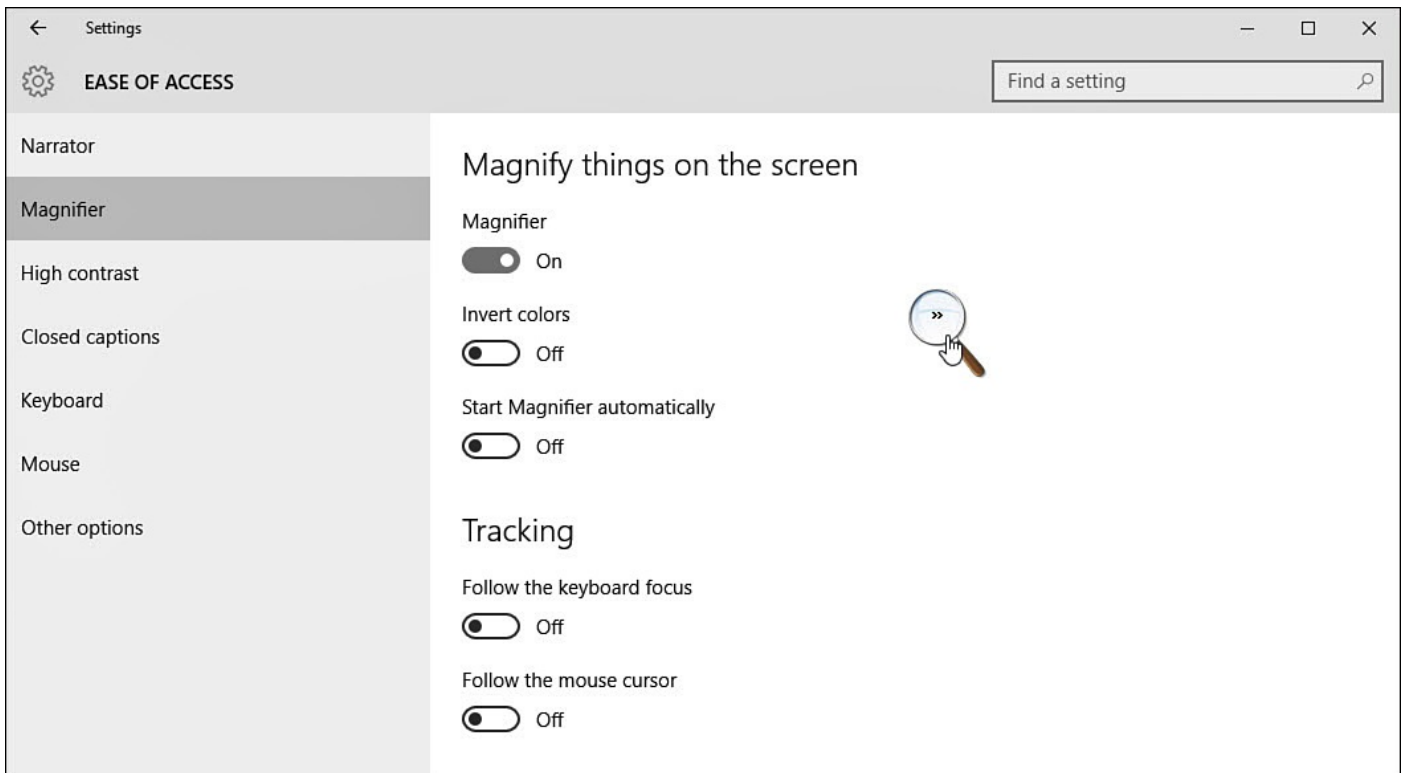 Settings
EASE OF ACCESS
Find a setting
Narrator
Magnifier
High contrast
Closed captions
Keyboard
Mouse
Other options
Magnify things on the screen
Magnifier
On
Invert colors
Off
»
Start Magnifier automatically
Off
Tracking
Follow the keyboard focus
Off
Follow the mouse cursor
Off